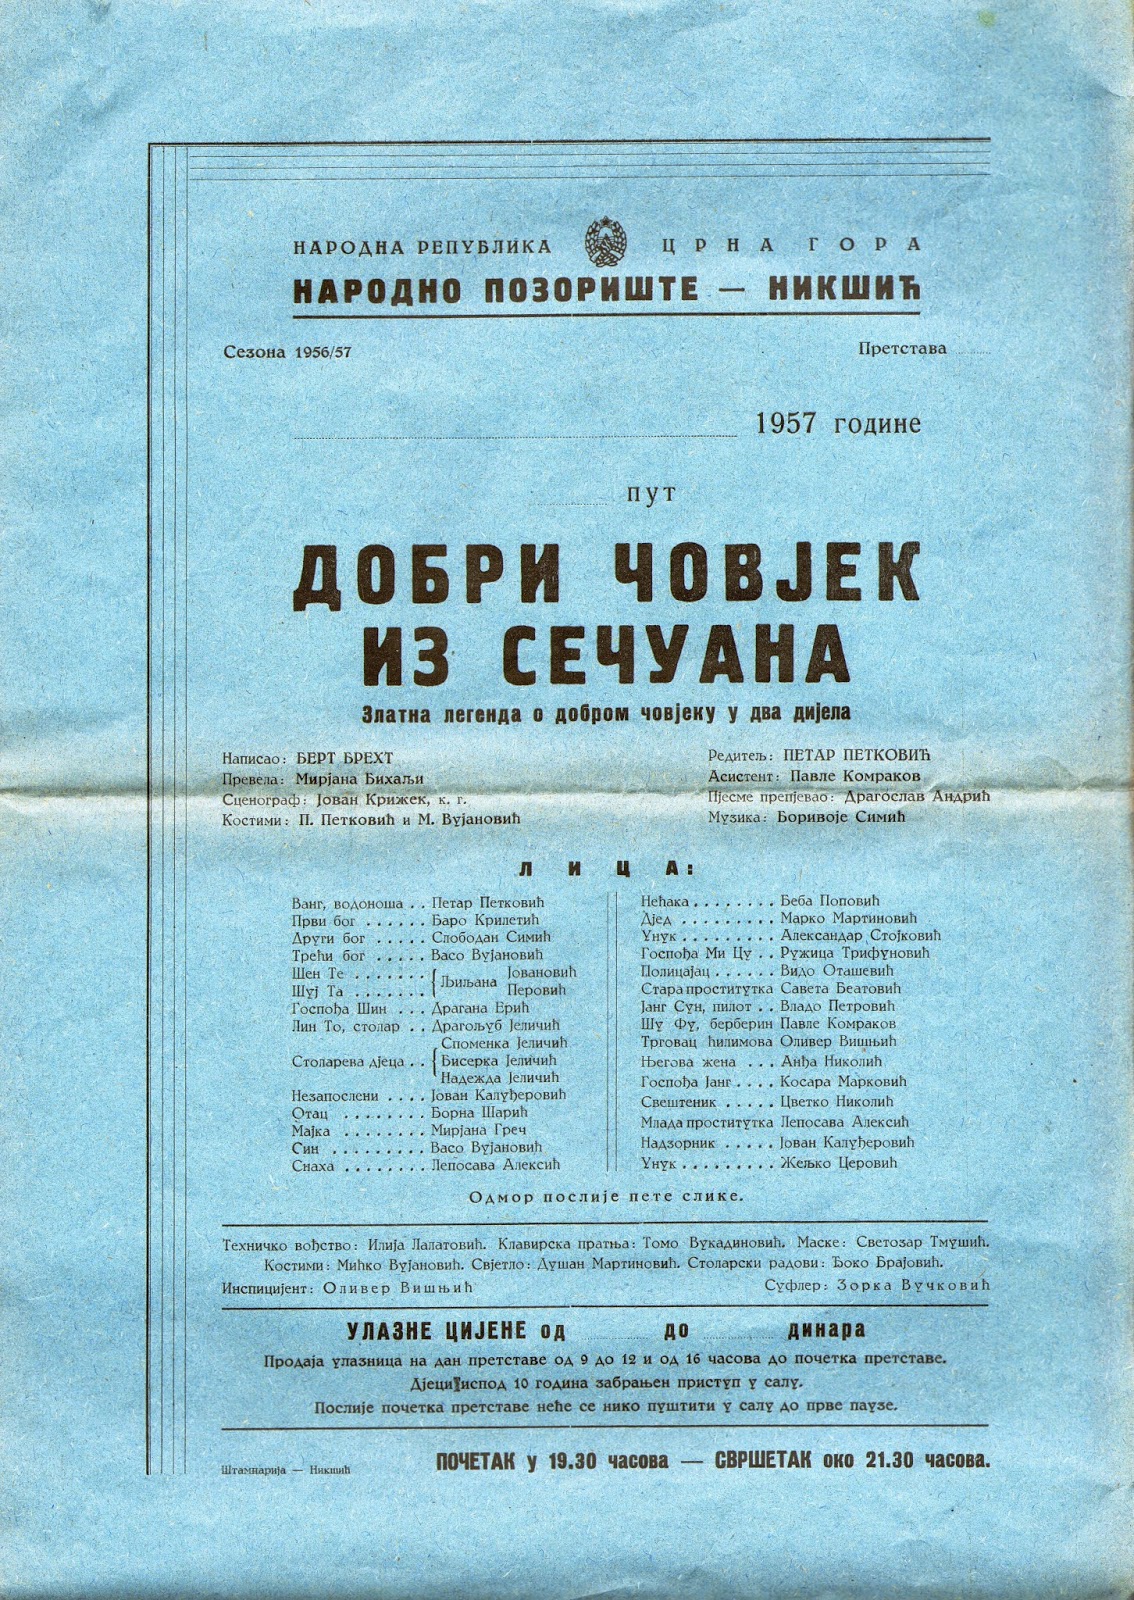 НАРОДНА РЕПУБЛИКА ЦРНА ГОРА
НАРОДНО ПОЗОРИШТЕ — НИКШИЋ
Сезона 1956/57 Претстава ..........
.......... 1957 године
.......... пут
ДОБРИ ЧОВЈЕК
ИЗ СЕЧУАНА
Златна легенда о добром човјеку у два дијела
Написао: БЕРТ БРЕХТ
Превела: Мирјана Бихаљи
Сценограф: Јован Крижек, к. г.
Костими: П. Петковић и М. Вујановић
Редитељ: ПЕТАР ПЕТКОВИЋ
Асистент: Павле Комраков
Пјесме препјевао: Драгослав Андрић
Музика: Боривоје Симић
ЛИЦА:
Ванг, водоноша . . Петар Петковић
Први бог . . . . . . Баро Крилетић
Други бог . . . . . Слободан Симић
Трећи бог . . . . . Васо Вујановић
Шен Те . . . . . . . { Љиљана Јовановић
Шуј Та . . . . . . . Перовић
Госпођа Шин . . . Драгана Ерић
Лин То, столар . . Драгољуб Јеличић
Споменка Јеличић
Столарева дјеца . . { Бисерка Јеличић
Надежда Јеличић
Незапослени . . . . Јован Калуђеровић
Отац . . . . . . . . Борна Шарић
Мајка . . . . . . . . Мирјана Греч
Син . . . . . . . . . Васо Вујановић
Снаха . . . . . . . . Лепосава Алексић
Нећака . . . . . . . . Беба Поповић
Дјед . . . . . . . . . Марко Мартиновић
Унук . . . . . . . . . Александар Стојковић
Госпођа Ми Цу . . Ружица Трифуновић
Полицајац . . . . . . Видо Оташевић
Стара проститутка Савета Беатовић
Јанг Сун, пилот . . Владо Петровић
Шу Фу, берберин Павле Комраков
Трговац ћилимова Оливер Вишњић
Његова жена . . . Анђа Николић
Госпођа Јанг . . . . Косара Марковић
Свештеник . . . . . Цветко Николић
Млада проститутка Лепосава Алексић
Надзорник . . . . . Јован Калуђеровић
Унук . . . . . . . . . Жељко Церовић
Одмор послије пете слике.
Техничко вођство: Илија Лалатовић. Клавирска пратња: Томо Вукадиновић. Маске: Светозар Тмушић.
Костими: Мићко Вујановић. Свјетло: Душан Мартиновић. Столарски радови: Ђоко Брајовић.
Инспицијент: Оливер Вишњић Суфлер: Зорка Вучковић
УЛАЗНЕ ЦИЈЕНЕ од .......... до .......... динара
Продаја улазница на дан претставе од 9 до 12 и од 16 часова до почетка претставе.
Дјеци испод 10 година забрањен приступ у салу.
Послије почетка претставе неће се нико пуштити у салу до прве паузе.
Штампарија — Никшић
ПОЧЕТАК у 19.30 часова — СВРШЕТАК око 21.30 часова.